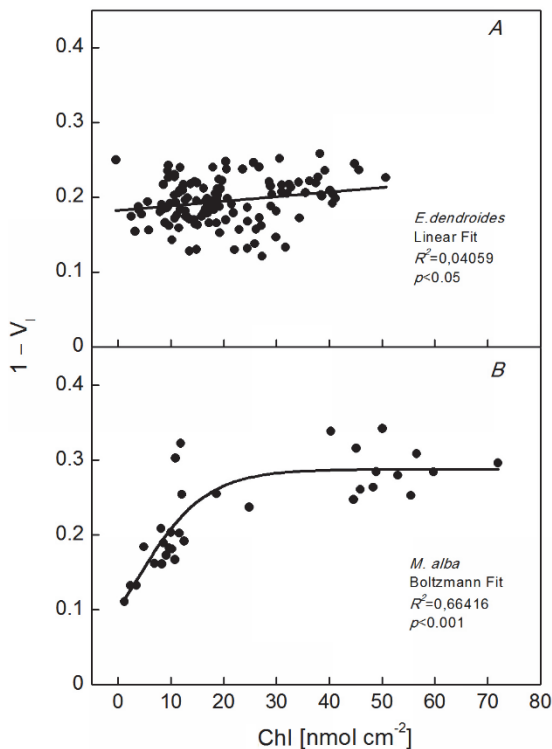 A
0.4
0.3
0.2
0.1
0
E.dendroides
Linear Fit
R²=0,04059
p<0.05
1 – V_I
B
0.4
0.3
0.2
0.1
0
M. alba
Boltzmann Fit
R²=0,66416
p<0.001
0 10 20 30 40 50 60 70 80
Chl [nmol cm⁻²]